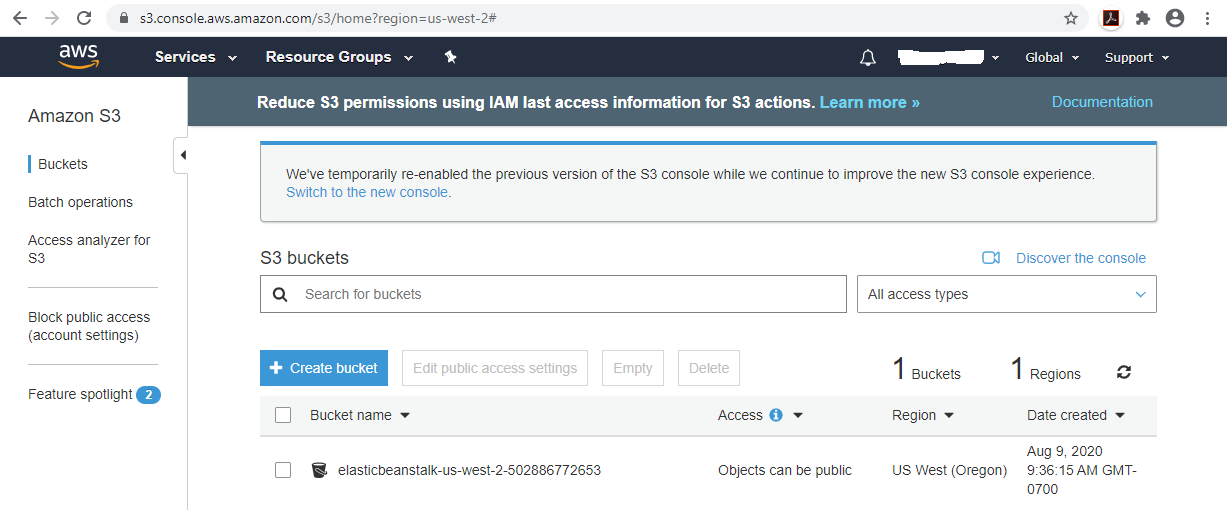 s3.console.aws.amazon.com/s3/home?region=us-west-2#
aws Services Resource Groups Global Support
Reduce S3 permissions using IAM last access information for S3 actions. Learn more » Documentation
Amazon S3
Buckets
Batch operations
Access analyzer for
S3
Block public access
(account settings)
Feature spotlight 2
We've temporarily re-enabled the previous version of the S3 console while we continue to improve the new S3 console experience.
Switch to the new console.
S3 buckets Discover the console
Search for buckets All access types
Create bucket Edit public access settings Empty Delete 1 Buckets 1 Regions
Bucket name Access Region Date created
elasticbeanstalk-us-west-2-502886772653 Objects can be public US West (Oregon) Aug 9, 2020
9:36:15 AM GMT-
0700